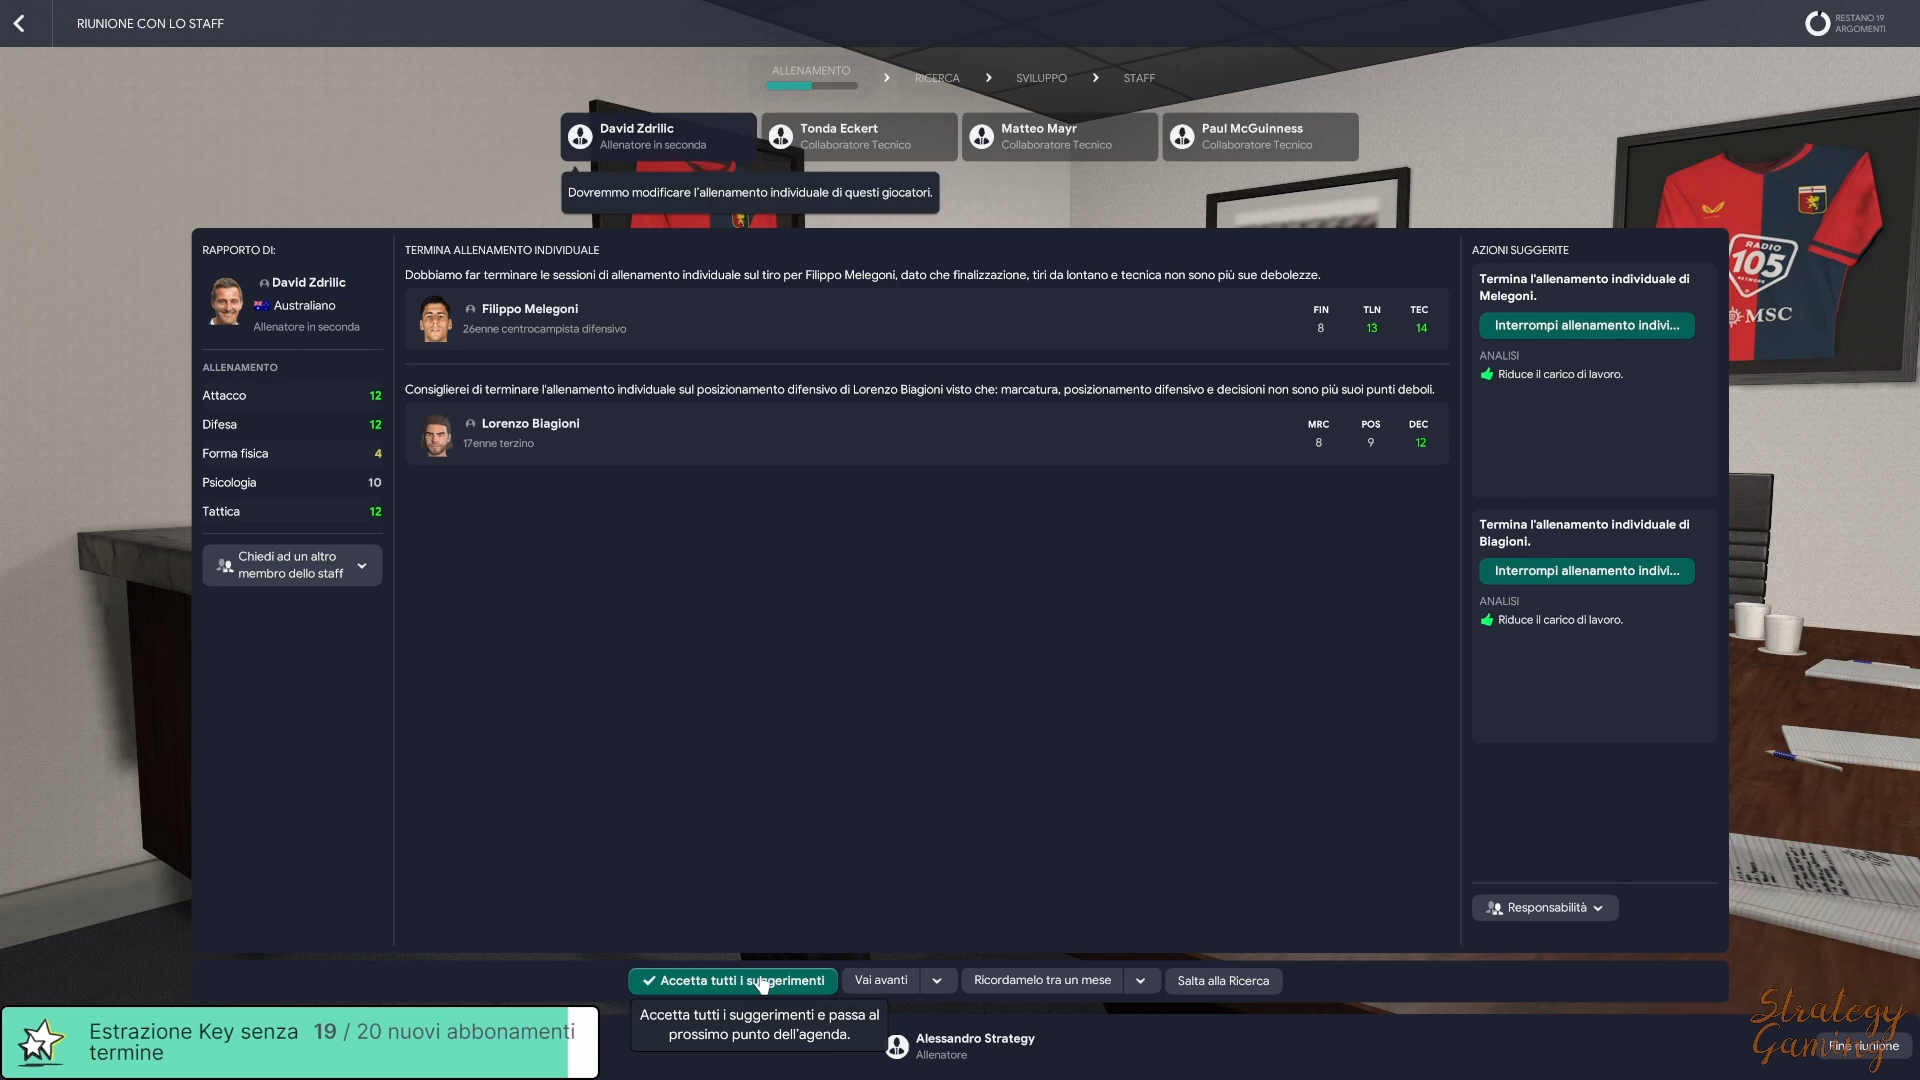 RIUNIONE CON LO STAFF
RESTANO 19
ARGOMENTI
ALLENAMENTO
RICERCA
SVILUPPO
STAFF
David Zdrilic
Allenatore in seconda
Tonda Eckert
Collaboratore Tecnico
Matteo Mayr
Collaboratore Tecnico
Paul McGuinness
Collaboratore Tecnico
Dovremmo modificare l'allenamento individuale di questi giocatori.
RAPPORTO DI:
David Zdrilic
Australiano
Allenatore in seconda
ALLENAMENTO
Attacco 12
Difesa 12
Forma fisica 4
Psicologia 10
Tattica 12
Chiedi ad un altro
membro dello staff
TERMINA ALLENAMENTO INDIVIDUALE
Dobbiamo far terminare le sessioni di allenamento individuale sul tiro per Filippo Melegoni, dato che finalizzazione, tiri da lontano e tecnica non sono più sue debolezze.
Filippo Melegoni
26enne centrocampista difensivo
FIN TLN TEC
8 13 14
Consiglierei di terminare l'allenamento individuale sul posizionamento difensivo di Lorenzo Biagioni visto che: marcatura, posizionamento difensivo e decisioni non sono più suoi punti deboli.
Lorenzo Biagioni
17enne terzino
MRC POS DEC
8 9 12
AZIONI SUGGERITE
Termina l'allenamento individuale di
Melegoni.
Interrompi allenamento indivi...
ANALISI
Riduce il carico di lavoro.
Termina l'allenamento individuale di
Biagioni.
Interrompi allenamento indivi...
ANALISI
Riduce il carico di lavoro.
Responsabilità
RADIO
105
NETWORK
MSC
Accetta tutti i suggerimenti
Vai avanti
Ricordamelo tra un mese
Salta alla Ricerca
Accetta tutti i suggerimenti e passa al
prossimo punto dell'agenda.
Alessandro Strategy
Allenatore
Estrazione Key senza 19 / 20 nuovi abbonamenti
termine
Strategy
Gaming
Fine riunione